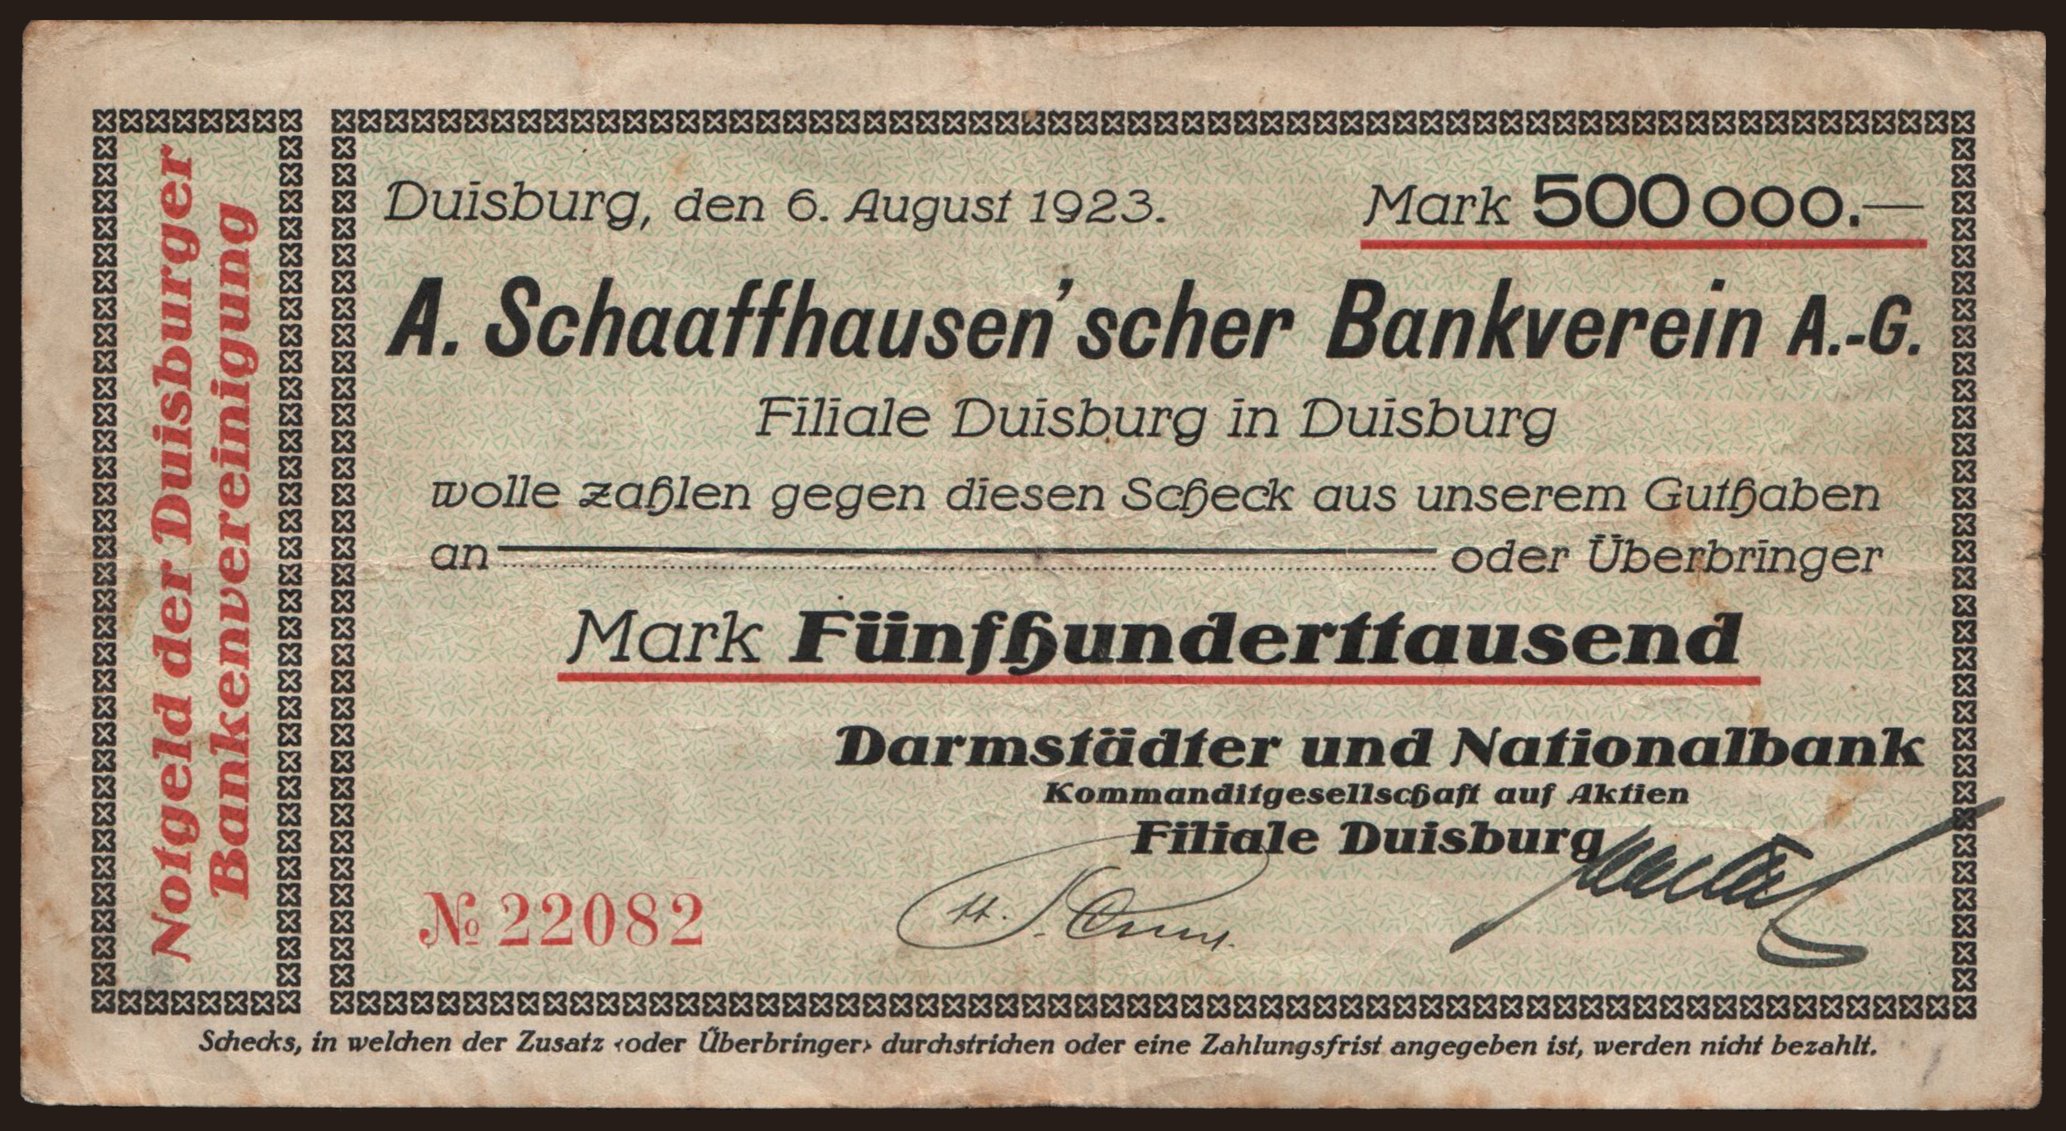 Notgeld der Duisburger
Bankenvereinigung
Duisburg, den 6. August 1923.
Mark 500000.—
A. Schaaffhausen'scher Bankverein A.-G.
Filiale Duisburg in Duisburg
wolle zahlen gegen diesen Scheck aus unserem Guthaben
an oder Überbringer
Mark Fünfhunderttausend
Darmstädter und Nationalbank
Kommanditgesellschaft auf Aktien
Filiale Duisburg
№ 22082
Schecks, in welchen der Zusatz ‹oder Überbringer› durchstrichen oder eine Zahlungsfrist angegeben ist, werden nicht bezahlt.